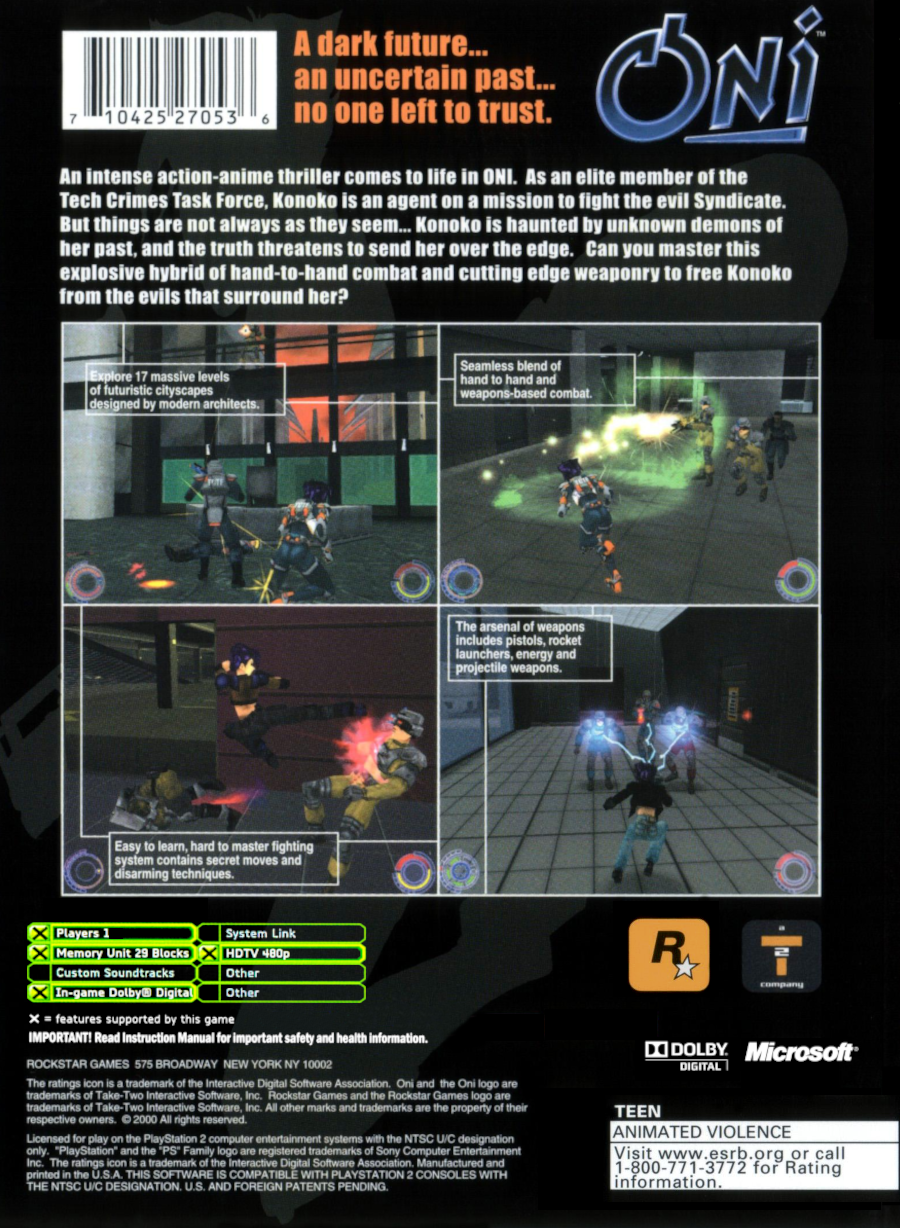 7 10425 27053 6
A dark future...
an uncertain past...
no one left to trust.
ONi™
An intense action-anime thriller comes to life in ONI. As an elite member of the
Tech Crimes Task Force, Konoko is an agent on a mission to fight the evil Syndicate.
But things are not always as they seem... Konoko is haunted by unknown demons of
her past, and the truth threatens to send her over the edge. Can you master this
explosive hybrid of hand-to-hand combat and cutting edge weaponry to free Konoko
from the evils that surround her?
Explore 17 massive levels
of futuristic cityscapes
designed by modern architects.
Seamless blend of
hand to hand and
weapons-based combat.
Easy to learn, hard to master fighting
system contains secret moves and
disarming techniques.
The arsenal of weapons
includes pistols, rocket
launchers, energy and
projectile weapons.
X Players 1
X Memory Unit 29 Blocks
Custom Soundtracks
X In-game Dolby® Digital
System Link
X HDTV 480p
Other
Other
X = features supported by this game
IMPORTANT! Read Instruction Manual for important safety and health information.
R
a
T2
company
ROCKSTAR GAMES 575 BROADWAY NEW YORK NY 10002
The ratings icon is a trademark of the Interactive Digital Software Association. Oni and the Oni logo are
trademarks of Take-Two Interactive Software, Inc. Rockstar Games and the Rockstar Games logo are
trademarks of Take-Two Interactive Software, Inc. All other marks and trademarks are the property of their
respective owners. © 2000 All rights reserved.
Licensed for play on the PlayStation 2 computer entertainment systems with the NTSC U/C designation
only. "PlayStation" and the "PS" Family logo are registered trademarks of Sony Computer Entertainment
Inc. The ratings icon is a trademark of the Interactive Digital Software Association. Manufactured and
printed in the U.S.A. THIS SOFTWARE IS COMPATIBLE WITH PLAYSTATION 2 CONSOLES WITH
THE NTSC U/C DESIGNATION. U.S. AND FOREIGN PATENTS PENDING.
DOLBY
DIGITAL
Microsoft®
TEEN
ANIMATED VIOLENCE
Visit www.esrb.org or call
1-800-771-3772 for Rating
information.